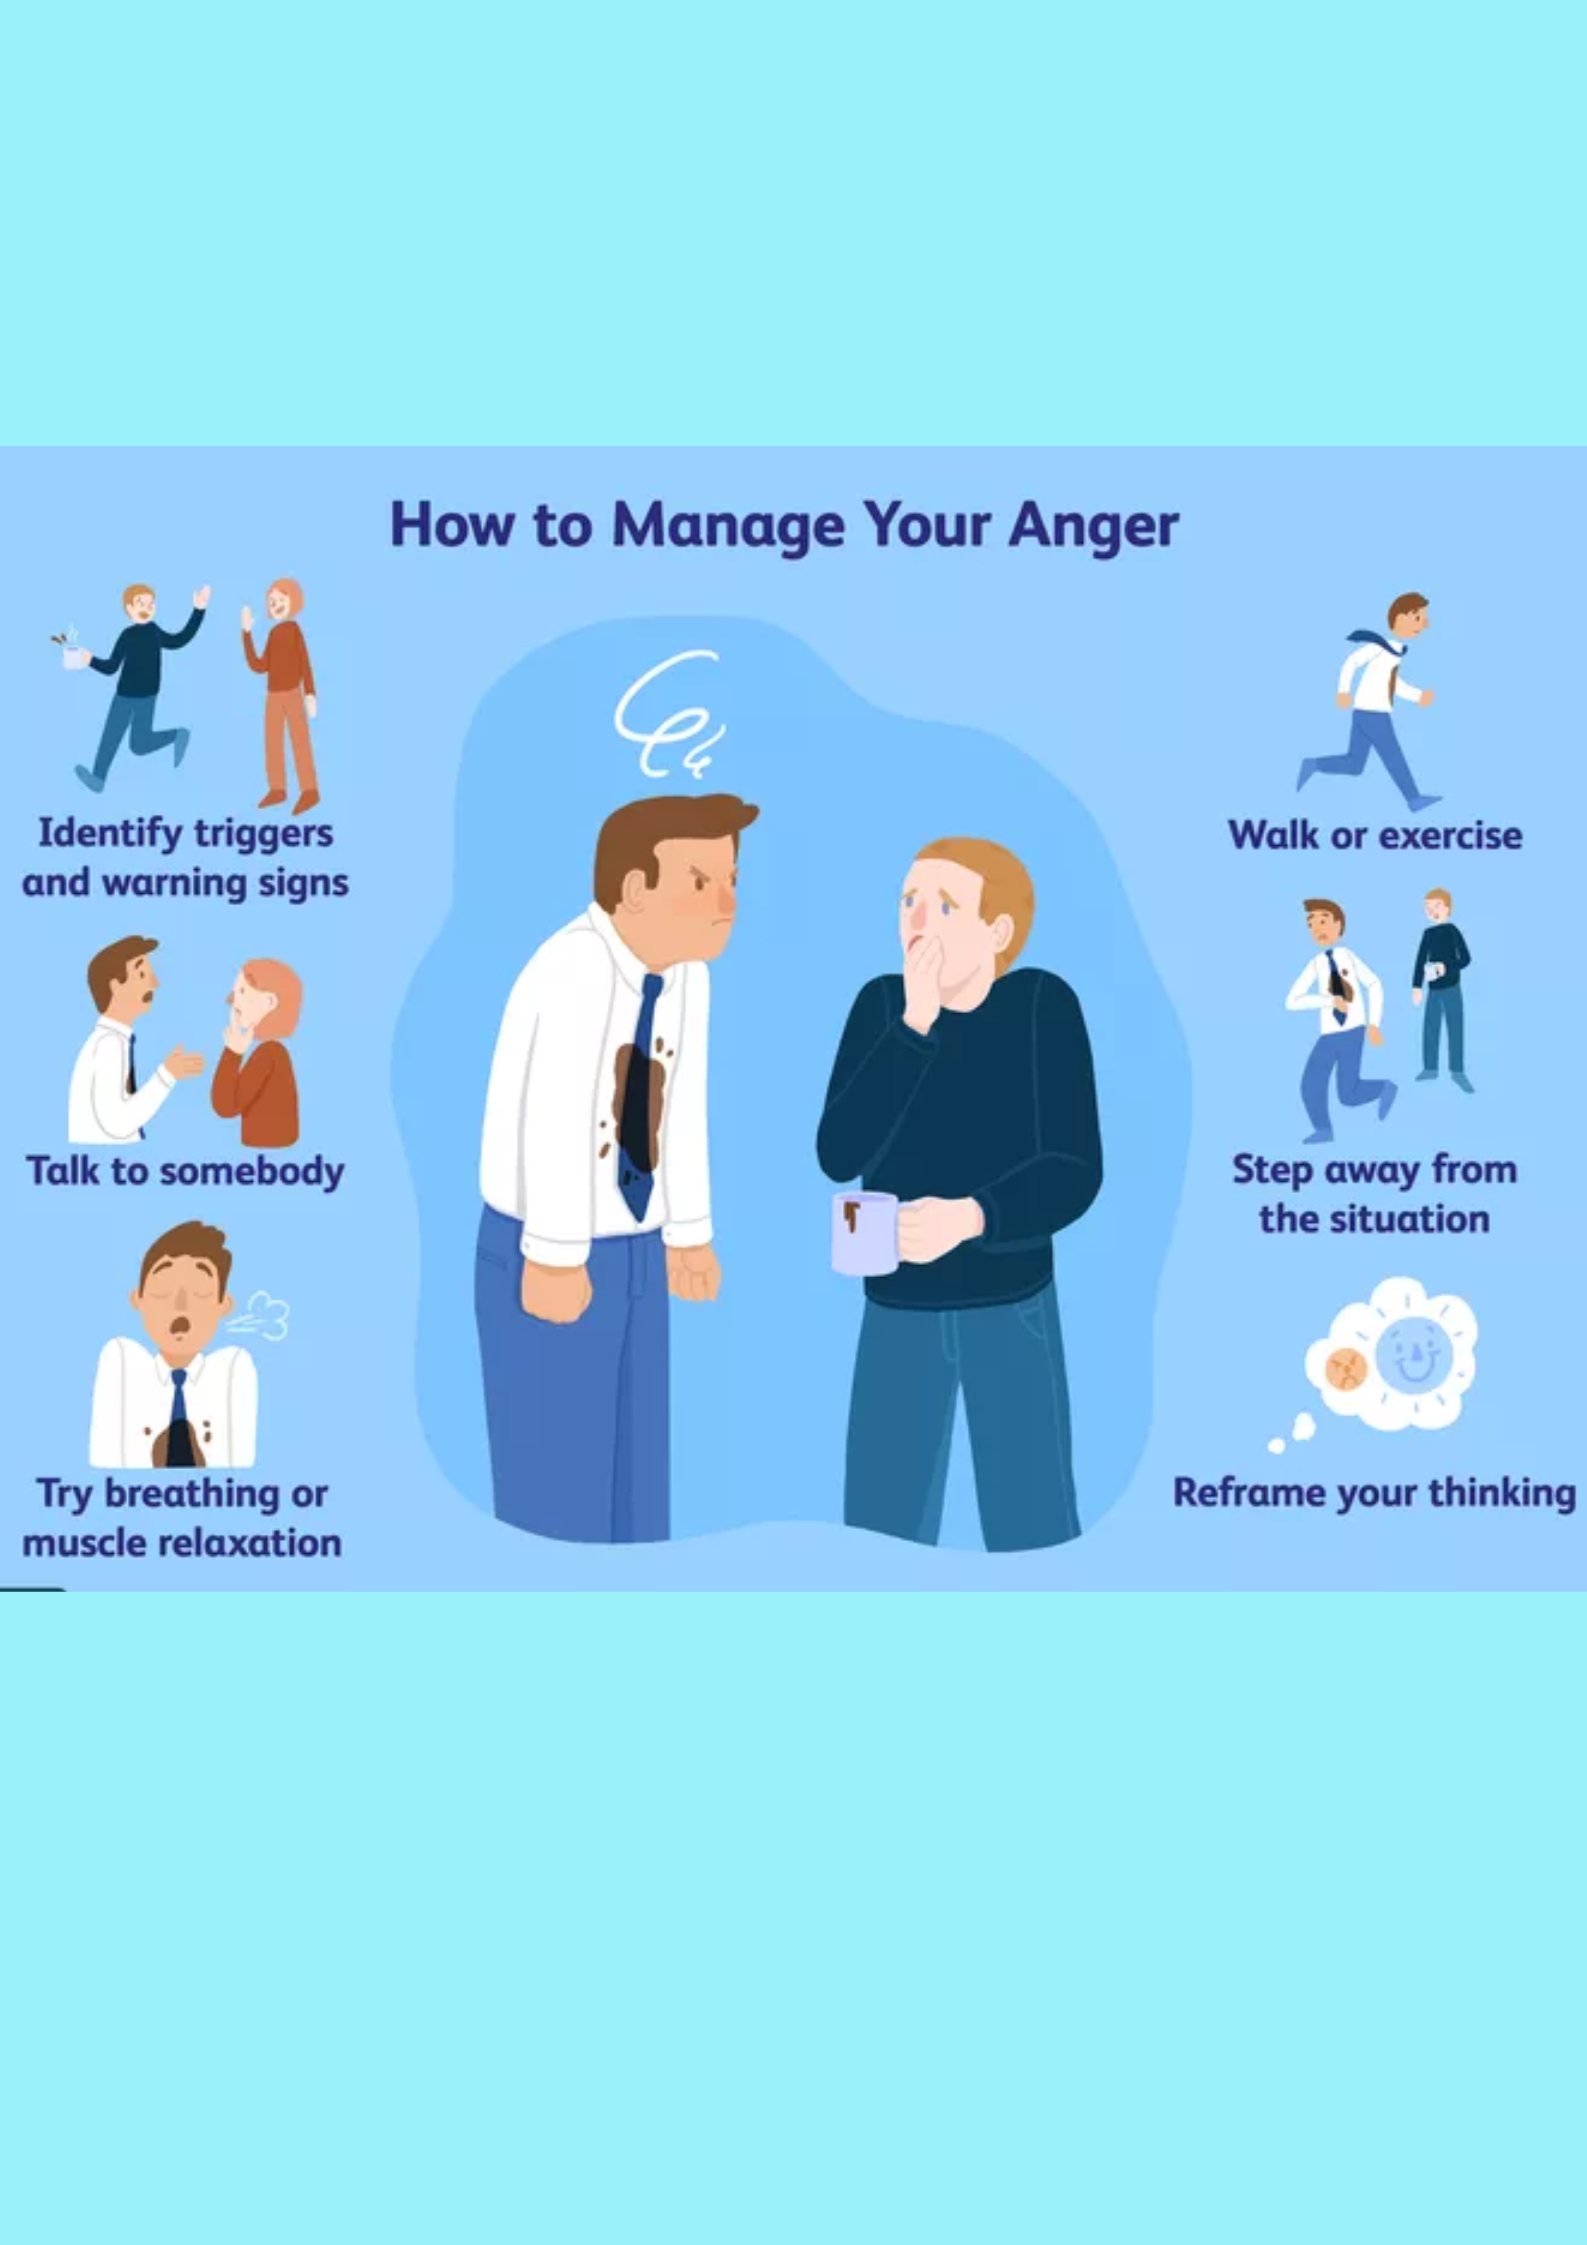 How to Manage Your Anger
Identify triggers
and warning signs
Talk to somebody
Try breathing or
muscle relaxation
Walk or exercise
Step away from
the situation
Reframe your thinking